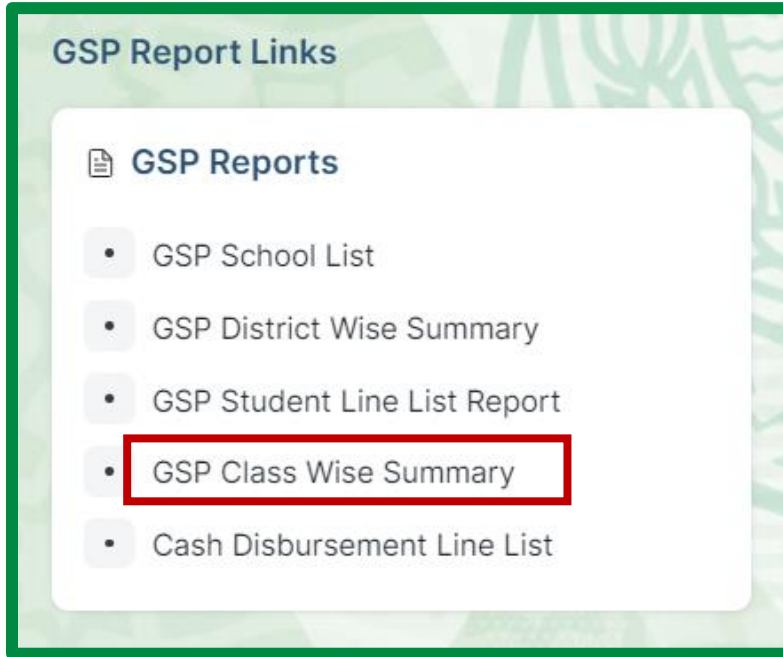 GSP Report Links
GSP Reports
• GSP School List
• GSP District Wise Summary
• GSP Student Line List Report
• GSP Class Wise Summary
• Cash Disbursement Line List